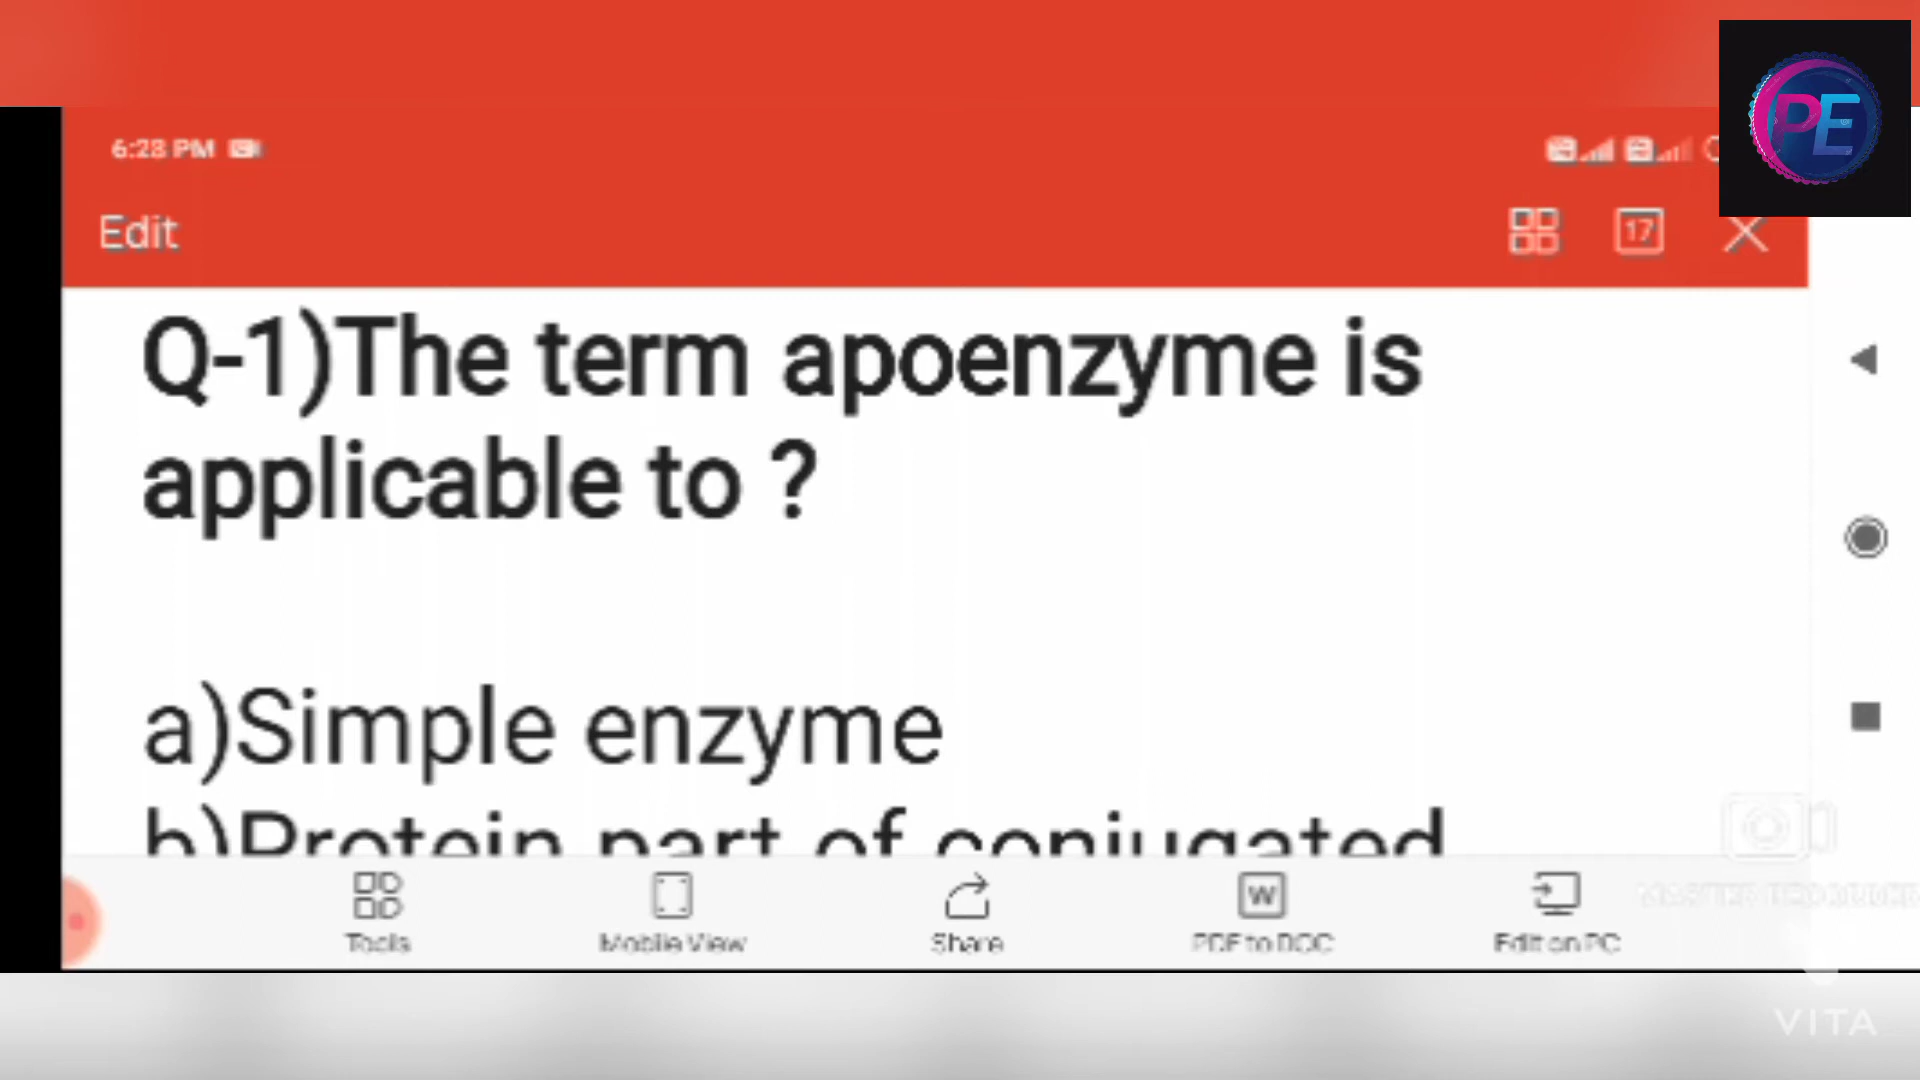 PE
6:28 PM
Edit
17
Q-1)The term apoenzyme is
applicable to ?
a)Simple enzyme
b)Protein part of conjugated
Tools
Mobile View
Share
W
PDF to DOC
Edit on PC
VITA